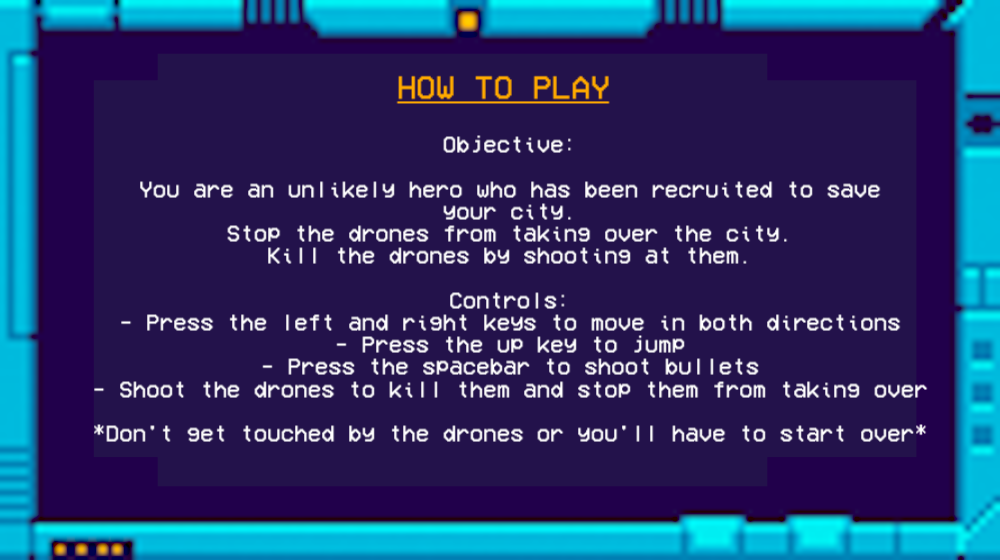 HOW TO PLAY
Objective:
You are an unlikely hero who has been recruited to save
your city.
Stop the drones from taking over the city.
Kill the drones by shooting at them.
Controls:
- Press the left and right keys to move in both directions
- Press the up key to jump
- Press the spacebar to shoot bullets
- Shoot the drones to kill them and stop them from taking over
*Don't get touched by the drones or you'll have to start over*